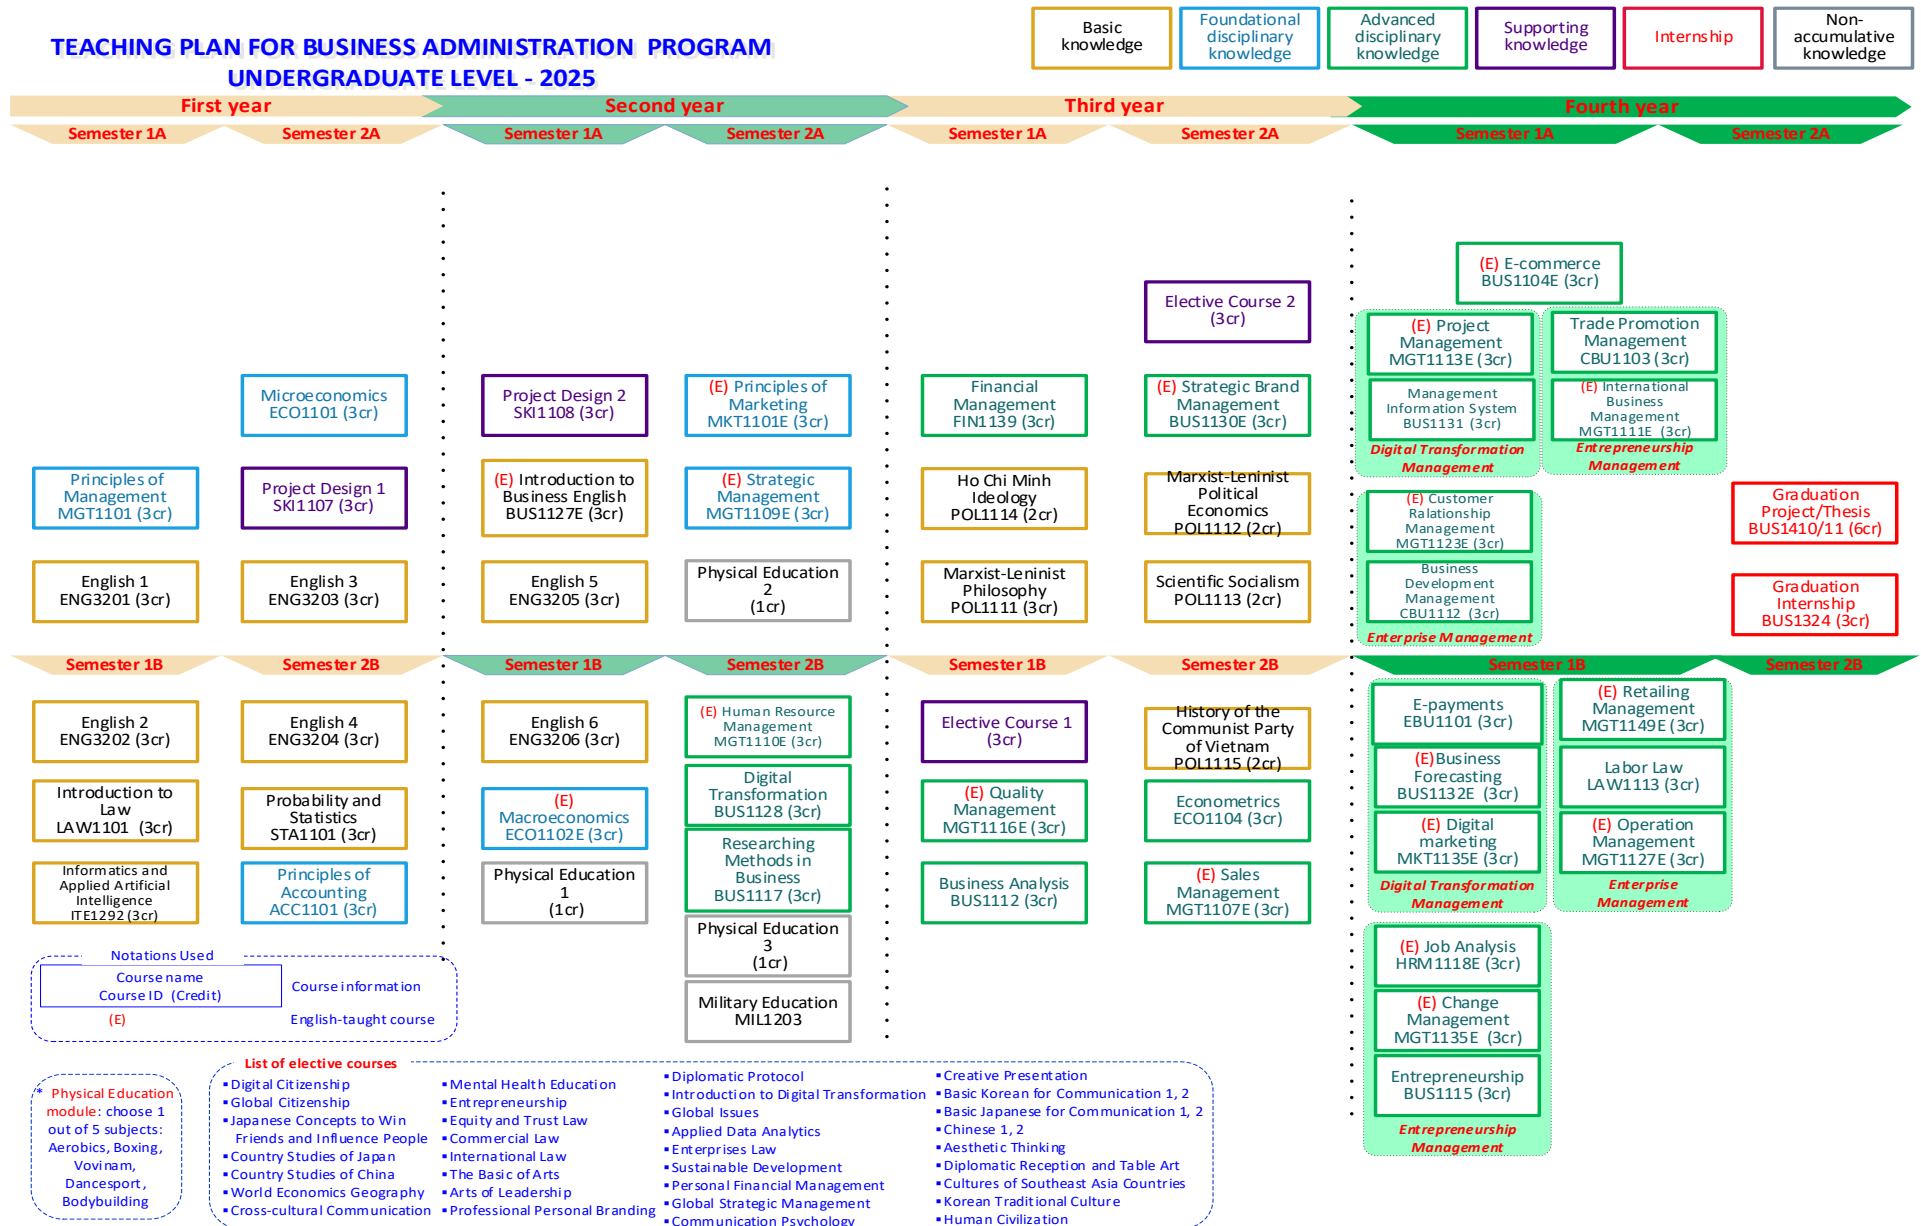 TEACHING PLAN FOR BUSINESS ADMINISTRATION PROGRAM
UNDERGRADUATE LEVEL - 2025
Basic
knowledge
Foundational
disciplinary
knowledge
Advanced
disciplinary
knowledge
Supporting
knowledge
Internship
Non-
accumulative
knowledge
First year
Second year
Third year
Fourth year
Semester 1A
Semester 2A
Semester 1A
Semester 2A
Semester 1A
Semester 2A
Semester 1A
Semester 2A
Principles of
Management
MGT1101 (3cr)
English 1
ENG3201 (3cr)
Microeconomics
ECO1101 (3cr)
Project Design 1
SKI1107 (3cr)
English 3
ENG3203 (3cr)
Project Design 2
SKI1108 (3cr)
(E) Introduction to
Business English
BUS1127E (3cr)
English 5
ENG3205 (3cr)
(E) Principles of
Marketing
MKT1101E (3cr)
(E) Strategic
Management
MGT1109E (3cr)
Physical Education
2
(1cr)
Financial
Management
FIN1139 (3cr)
Ho Chi Minh
Ideology
POL1114 (2cr)
Marxist-Leninist
Philosophy
POL1111 (3cr)
Elective Course 2
(3cr)
(E) Strategic Brand
Management
BUS1130E (3cr)
Marxist-Leninist
Political
Economics
POL1112 (2cr)
Scientific Socialism
POL1113 (2cr)
(E) E-commerce
BUS1104E (3cr)
(E) Project
Management
MGT1113E (3cr)
Management
Information System
BUS1131 (3cr)
Digital Transformation
Management
Trade Promotion
Management
CBU1103 (3cr)
(E) International
Business
Management
MGT1111E (3cr)
Entrepreneurship
Management
(E) Customer
Ralationship
Management
MGT1123E (3cr)
Business
Development
Management
CBU1112 (3cr)
Enterprise Management
Graduation
Project/Thesis
BUS1410/11 (6cr)
Graduation
Internship
BUS1324 (3cr)
Semester 1B
Semester 2B
Semester 1B
Semester 2B
Semester 1B
Semester 2B
Semester 1B
Semester 2B
English 2
ENG3202 (3cr)
Introduction to
Law
LAW1101 (3cr)
Informatics and
Applied Artificial
Intelligence
ITE1292 (3cr)
English 4
ENG3204 (3cr)
Probability and
Statistics
STA1101 (3cr)
Principles of
Accounting
ACC1101 (3cr)
English 6
ENG3206 (3cr)
(E)
Macroeconomics
ECO1102E (3cr)
Physical Education
1
(1cr)
(E) Human Resource
Management
MGT1110E (3cr)
Digital
Transformation
BUS1128 (3cr)
Researching
Methods in
Business
BUS1117 (3cr)
Physical Education
3
(1cr)
Military Education
MIL1203
Elective Course 1
(3cr)
(E) Quality
Management
MGT1116E (3cr)
Business Analysis
BUS1112 (3cr)
History of the
Communist Party
of Vietnam
POL1115 (2cr)
Econometrics
ECO1104 (3cr)
(E) Sales
Management
MGT1107E (3cr)
E-payments
EBU1101 (3cr)
(E)Business
Forecasting
BUS1132E (3cr)
(E) Digital
marketing
MKT1135E (3cr)
Digital Transformation
Management
(E) Retailing
Management
MGT1149E (3cr)
Labor Law
LAW1113 (3cr)
(E) Operation
Management
MGT1127E (3cr)
Enterprise
Management
(E) Job Analysis
HRM1118E (3cr)
(E) Change
Management
MGT1135E (3cr)
Entrepreneurship
BUS1115 (3cr)
Entrepreneurship
Management
Notations Used
Course name
Course ID (Credit)
Course information
(E)
English-taught course
* Physical Education
module: choose 1
out of 5 subjects:
Aerobics, Boxing,
Vovinam,
Dancesport,
Bodybuilding
List of elective courses
▪ Digital Citizenship
▪ Global Citizenship
▪ Japanese Concepts to Win
Friends and Influence People
▪ Country Studies of Japan
▪ Country Studies of China
▪ World Economics Geography
▪ Cross-cultural Communication
▪ Mental Health Education
▪ Entrepreneurship
▪ Equity and Trust Law
▪ Commercial Law
▪ International Law
▪ The Basic of Arts
▪ Arts of Leadership
▪ Professional Personal Branding
▪ Diplomatic Protocol
▪ Introduction to Digital Transformation
▪ Global Issues
▪ Applied Data Analytics
▪ Enterprises Law
▪ Sustainable Development
▪ Personal Financial Management
▪ Global Strategic Management
▪ Communication Psychology
▪ Creative Presentation
▪ Basic Korean for Communication 1, 2
▪ Basic Japanese for Communication 1, 2
▪ Chinese 1, 2
▪ Aesthetic Thinking
▪ Diplomatic Reception and Table Art
▪ Cultures of Southeast Asia Countries
▪ Korean Traditional Culture
▪ Human Civilization